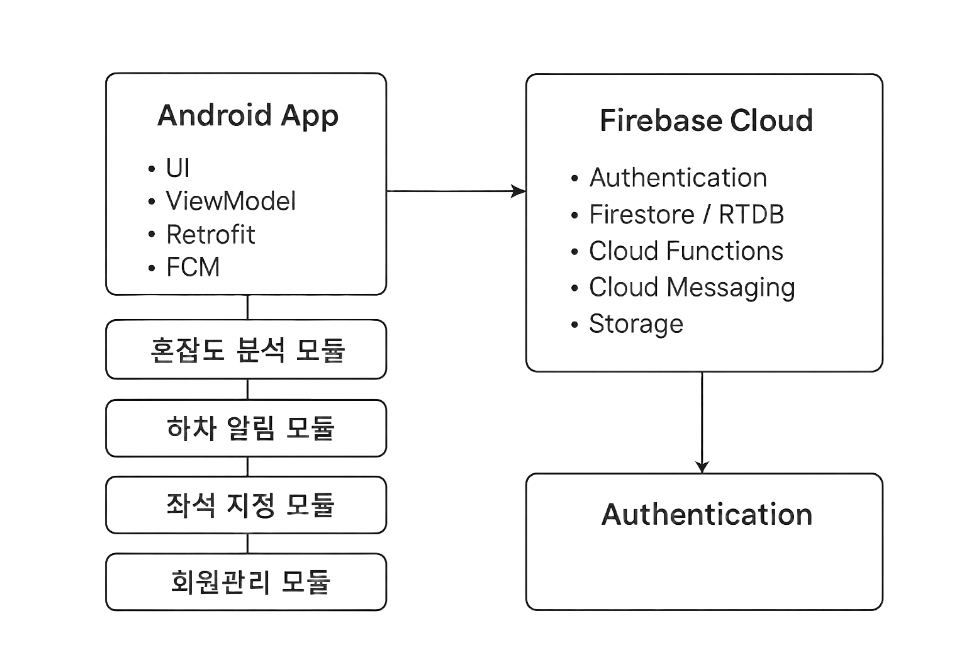 Android App
• UI
• ViewModel
• Retrofit
• FCM
혼잡도 분석 모듈
하차 알림 모듈
좌석 지정 모듈
회원관리 모듈
Firebase Cloud
• Authentication
• Firestore / RTDB
• Cloud Functions
• Cloud Messaging
• Storage
Authentication